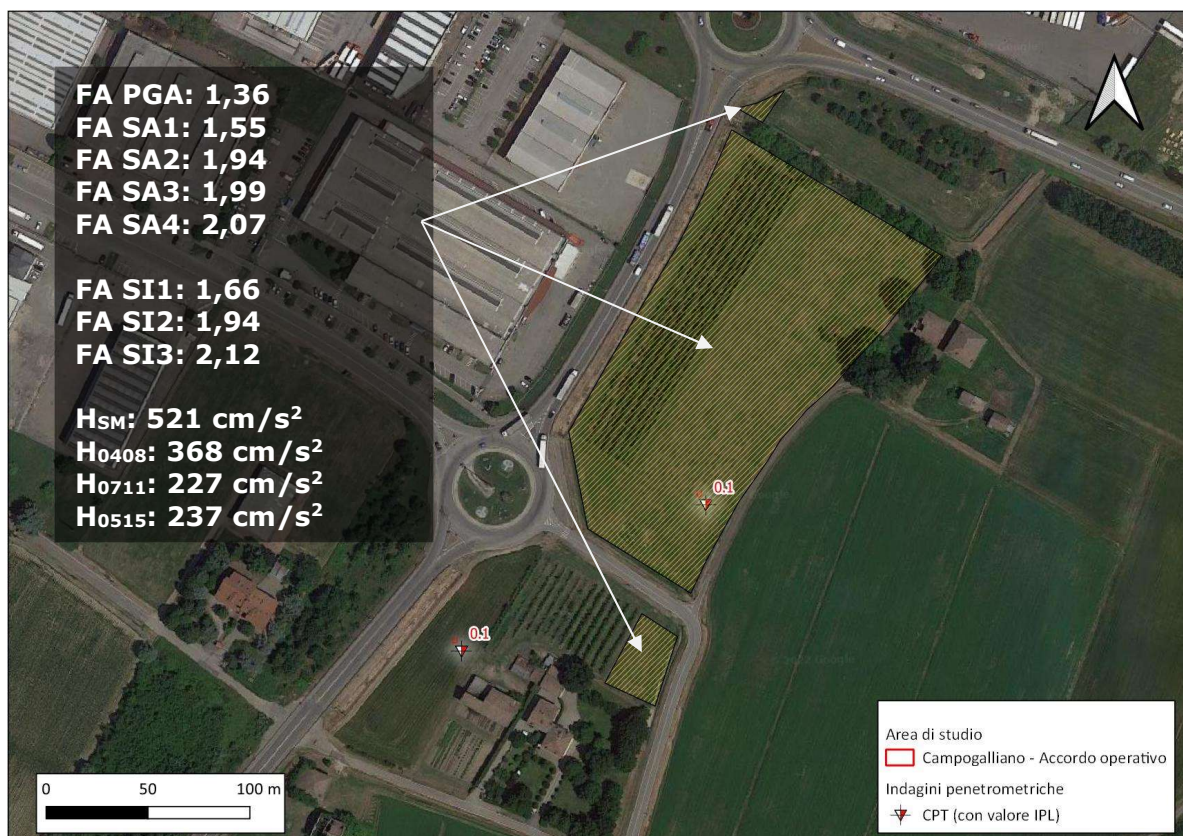 FA PGA: 1,36
FA SA1: 1,55
FA SA2: 1,94
FA SA3: 1,99
FA SA4: 2,07
FA SI1: 1,66
FA SI2: 1,94
FA SI3: 2,12
HSM: 521 cm/s²
H0408: 368 cm/s²
H0711: 227 cm/s²
H0515: 237 cm/s²
0.1
0.1
0 50 100 m
Area di studio
Campogalliano - Accordo operativo
Indagini penetrometriche
CPT (con valore IPL)